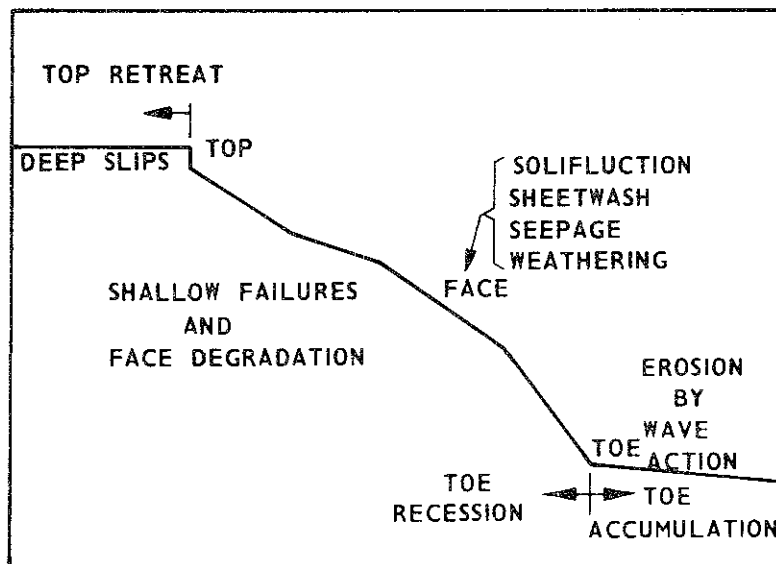 TOP RETREAT
TOP
DEEP SLIPS
SOLIFLUCTION
SHEETWASH
SEEPAGE
WEATHERING
FACE
SHALLOW FAILURES
AND
FACE DEGRADATION
EROSION
BY
WAVE
ACTION
TOE
TOE
RECESSION
TOE
ACCUMULATION